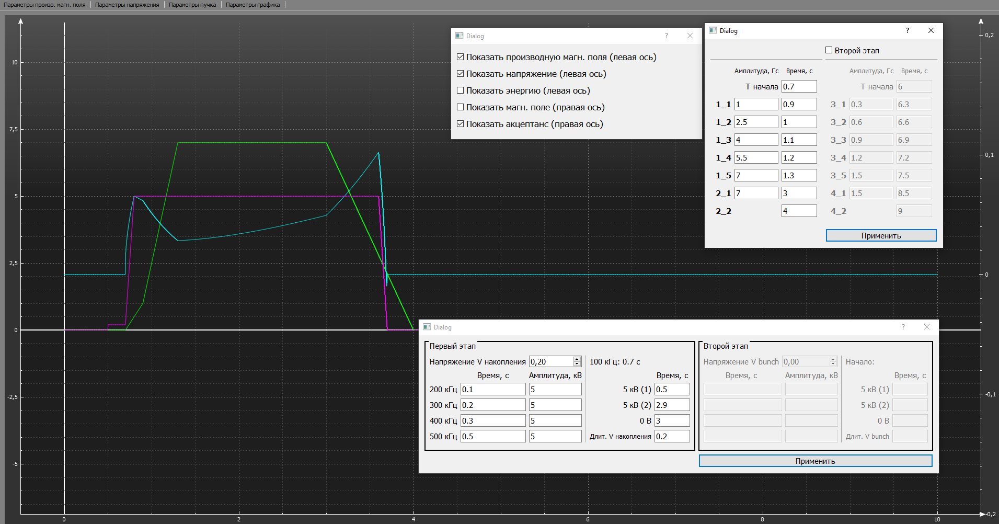 Параметры произв. магн. поля Параметры напряжения Параметры пучка Параметры графика
10
7,5
5
2,5
0
-2,5
-5
0 2 4 6 8 10
0,2
0,1
0
-0,1
-0,2
Dialog ?
Показать производную магн. поля (левая ось)
Показать напряжение (левая ось)
Показать энергию (левая ось)
Показать магн. поле (правая ось)
Показать акцептанс (правая ось)
Dialog ?
Второй этап
Амплитуда, Гс Время, с Амплитуда, Гс Время, с
Т начала 0.7 Т начала 6
1_1 1 0.9 3_1 0.3 6.3
1_2 2.5 1 3_2 0.6 6.6
1_3 4 1.1 3_3 0.9 6.9
1_4 5.5 1.2 3_4 1.2 7.2
1_5 7 1.3 3_5 1.5 7.5
2_1 7 3 4_1 1.5 8.5
2_2 4 4_2 9
Применить
Dialog ?
Первый этап
Напряжение V накопления 0,20 100 кГц: 0.7 с
Время, с Амплитуда, кВ Время, с
200 кГц 0.1 5 5 кВ (1) 0.5
300 кГц 0.2 5 5 кВ (2) 2.9
400 кГц 0.3 5 0 В 3
500 кГц 0.5 5 Длит. V накопления 0.2
Второй этап
Напряжение V bunch 0,00 Начало:
Время, с Амплитуда, кВ Время, с
5 кВ (1)
5 кВ (2)
0 В
Длит. V bunch
Применить